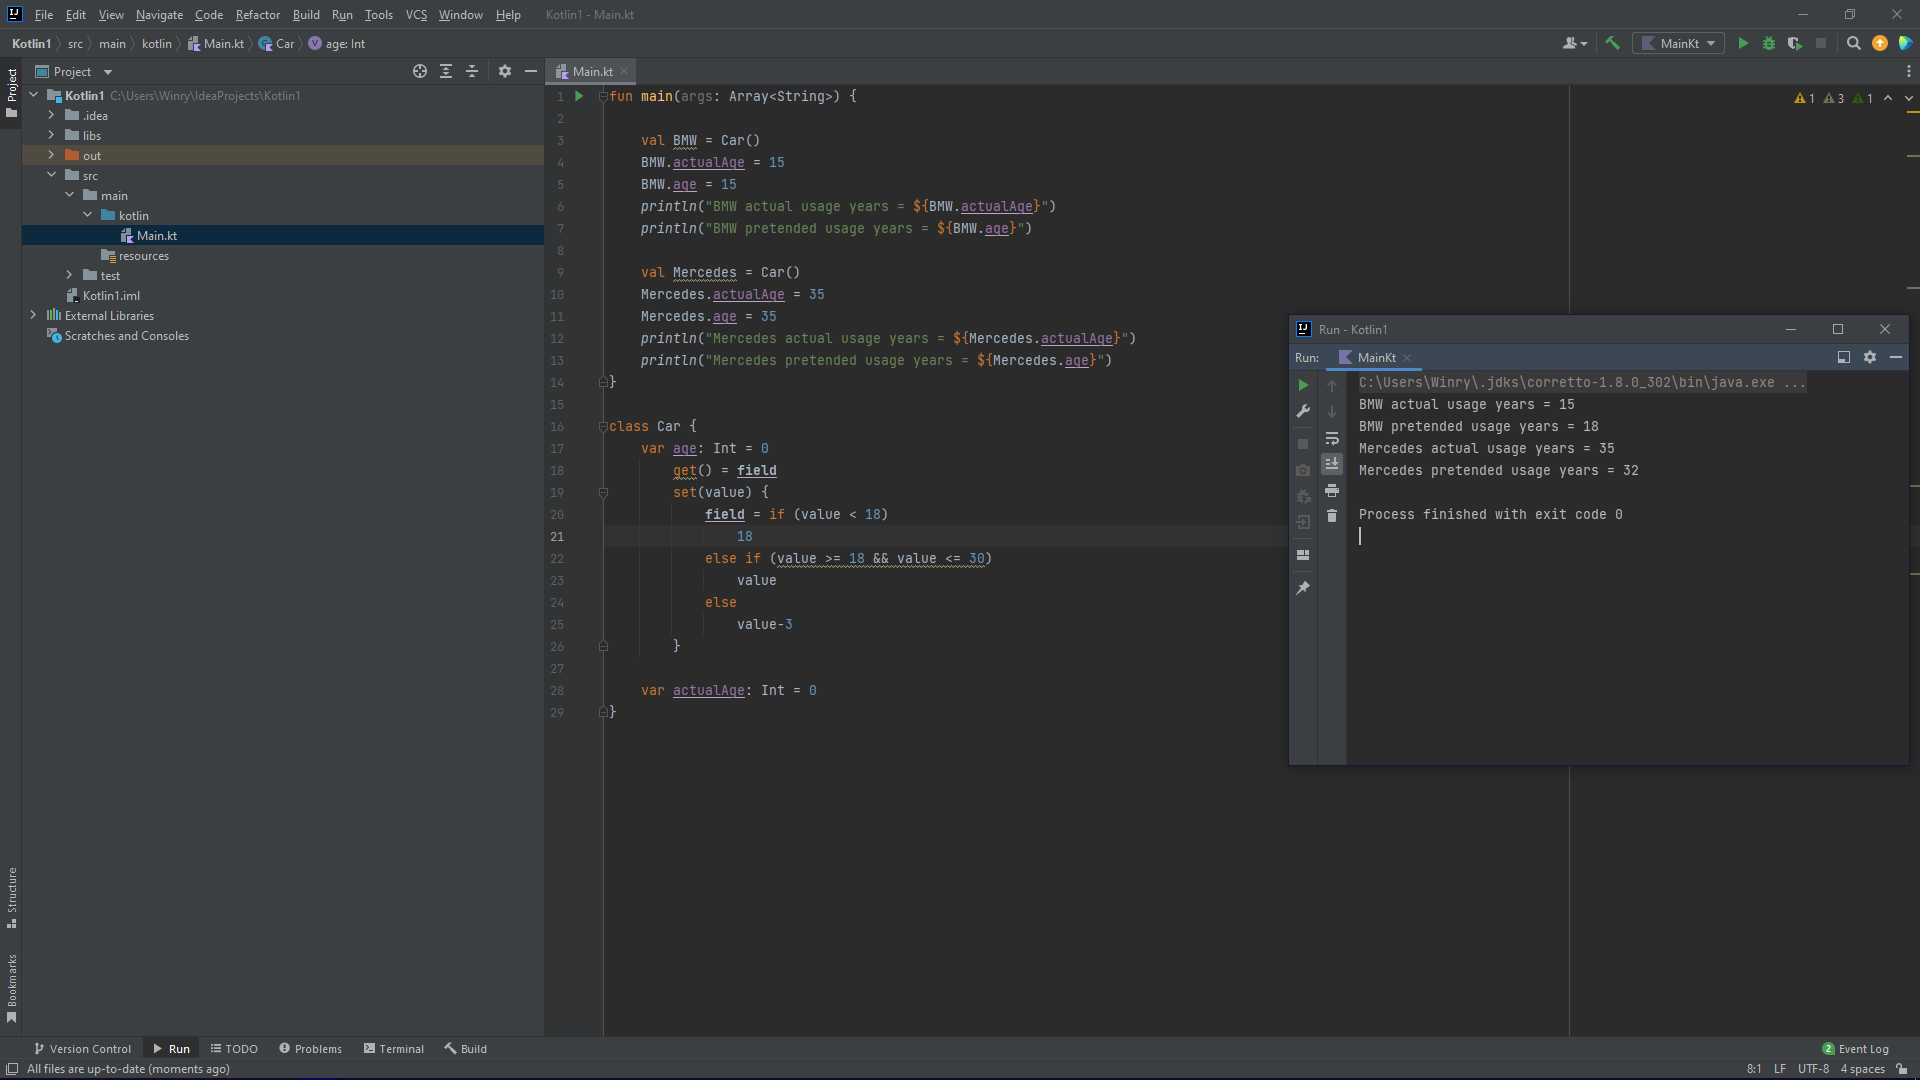 File Edit View Navigate Code Refactor Build Run Tools VCS Window Help Kotlin1 - Main.kt
Kotlin1 src main kotlin Main.kt Car age: Int MainKt
Project
Project
Kotlin1 C:\Users\Winry\IdeaProjects\Kotlin1
.idea
libs
out
src
main
kotlin
Main.kt
resources
test
Kotlin1.iml
External Libraries
Scratches and Consoles
Structure
Bookmarks
Main.kt
1 3 1
1 fun main(args: Array<String>) {
2
3 val BMW = Car()
4 BMW.actualAge = 15
5 BMW.age = 15
6 println("BMW actual usage years = ${BMW.actualAge}")
7 println("BMW pretended usage years = ${BMW.age}")
8
9 val Mercedes = Car()
10 Mercedes.actualAge = 35
11 Mercedes.age = 35
12 println("Mercedes actual usage years = ${Mercedes.actualAge}")
13 println("Mercedes pretended usage years = ${Mercedes.age}")
14 }
15
16 class Car {
17 var age: Int = 0
18 get() = field
19 set(value) {
20 field = if (value < 18)
21 18
22 else if (value >= 18 && value <= 30)
23 value
24 else
25 value-3
26 }
27
28 var actualAge: Int = 0
29 }
Run - Kotlin1
Run: MainKt
C:\Users\Winry\.jdks\corretto-1.8.0_302\bin\java.exe ...
BMW actual usage years = 15
BMW pretended usage years = 18
Mercedes actual usage years = 35
Mercedes pretended usage years = 32
Process finished with exit code 0
Version Control Run TODO Problems Terminal Build 2 Event Log
All files are up-to-date (moments ago) 8:1 LF UTF-8 4 spaces